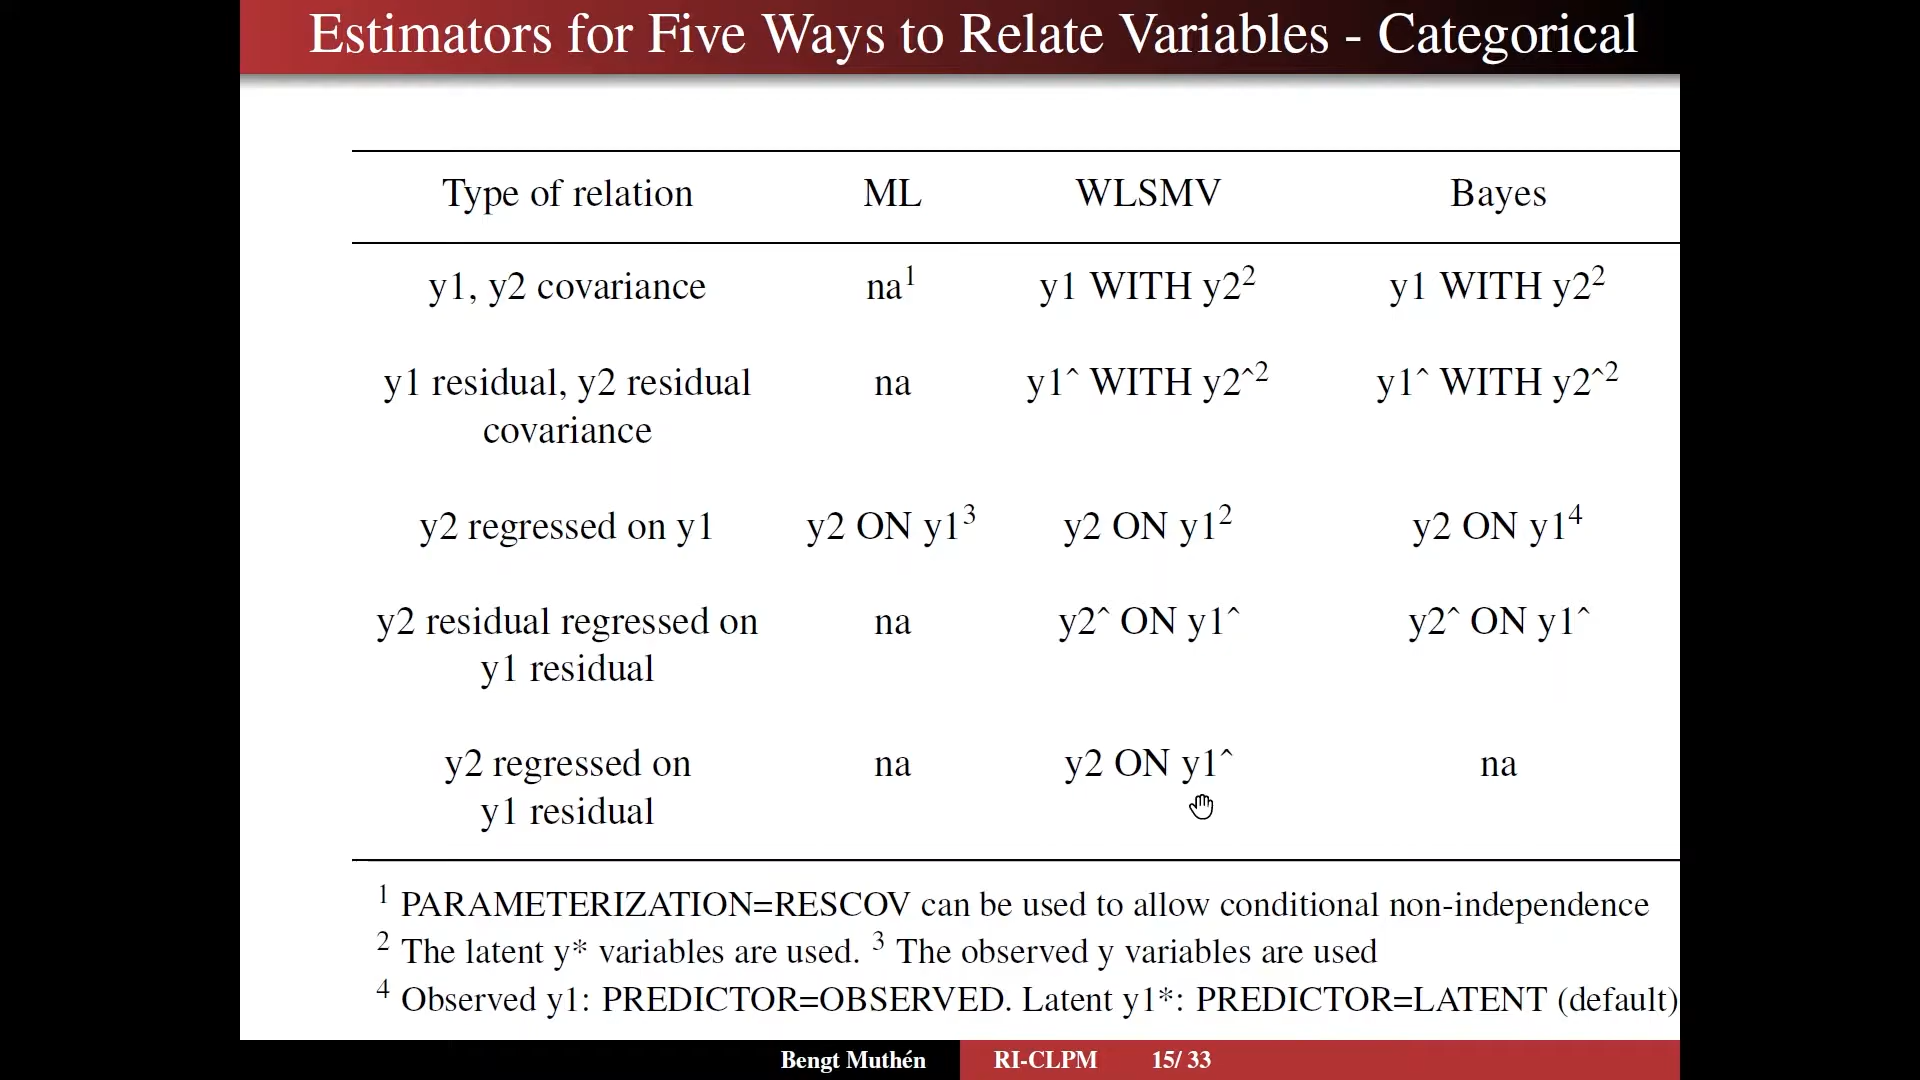 Estimators for Five Ways to Relate Variables - Categorical
Type of relation ML WLSMV Bayes
y1, y2 covariance na¹ y1 WITH y2² y1 WITH y2²
y1 residual, y2 residual na y1^ WITH y2^² y1^ WITH y2^²
covariance
y2 regressed on y1 y2 ON y1³ y2 ON y1² y2 ON y1⁴
y2 residual regressed on na y2^ ON y1^ y2^ ON y1^
y1 residual
y2 regressed on na y2 ON y1^ na
y1 residual
¹ PARAMETERIZATION=RESCOV can be used to allow conditional non-independence
² The latent y* variables are used. ³ The observed y variables are used
⁴ Observed y1: PREDICTOR=OBSERVED. Latent y1*: PREDICTOR=LATENT (default)
Bengt Muthén RI-CLPM 15/ 33